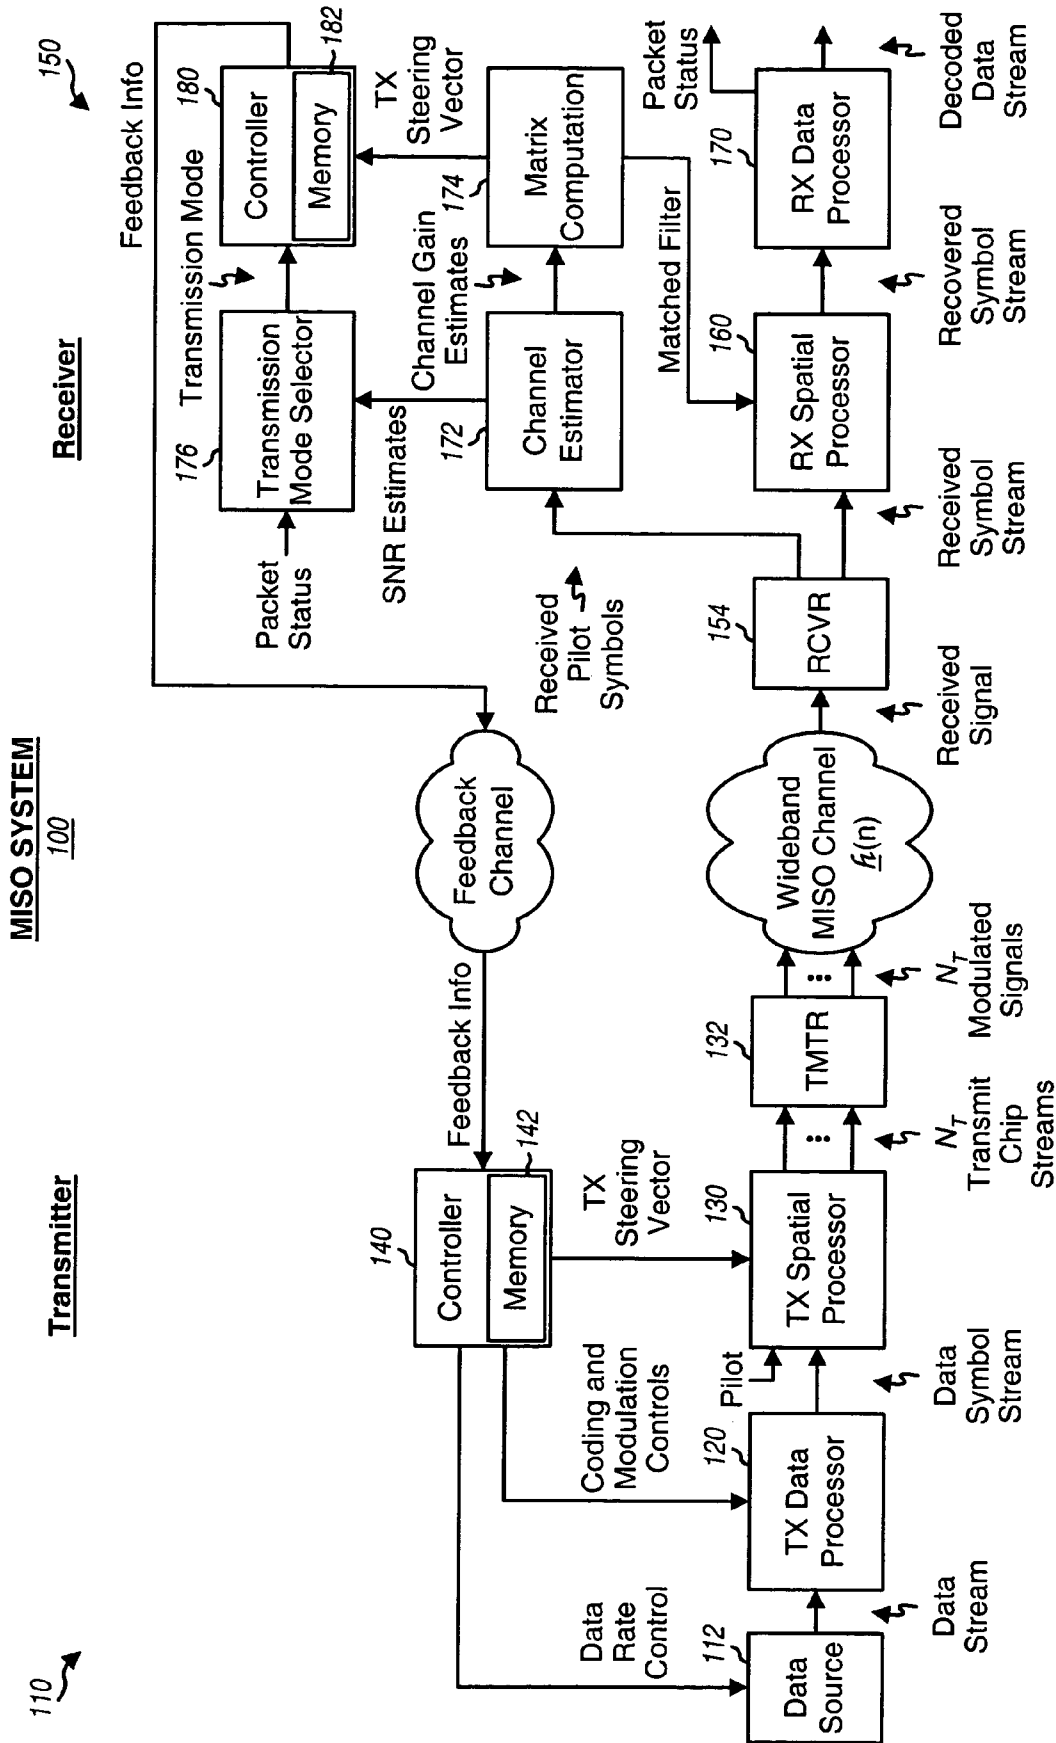 MISO SYSTEM
100
Transmitter
Receiver
110
150
Feedback Info
Feedback Info
Feedback
Channel
140
Controller
Memory
142
Data
Rate
Control
Coding and
Modulation
Controls
TX
Steering
Vector
112
Data
Source
Data
Stream
120
TX Data
Processor
Pilot
Data
Symbol
Stream
130
TX Spatial
Processor
...
N_T
Transmit
Chip
Streams
132
TMTR
...
N_T
Modulated
Signals
Wideband
MISO Channel
h(n)
Received
Signal
154
RCVR
Received
Pilot
Symbols
Received
Symbol
Stream
160
RX Spatial
Processor
Matched Filter
Recovered
Symbol
Stream
170
RX Data
Processor
Packet
Status
Decoded
Data
Stream
172
Channel
Estimator
Channel Gain
Estimates
174
Matrix
Computation
SNR Estimates
Packet
Status
176
Transmission
Mode Selector
Transmission Mode
TX
Steering
Vector
180
Controller
Memory
182